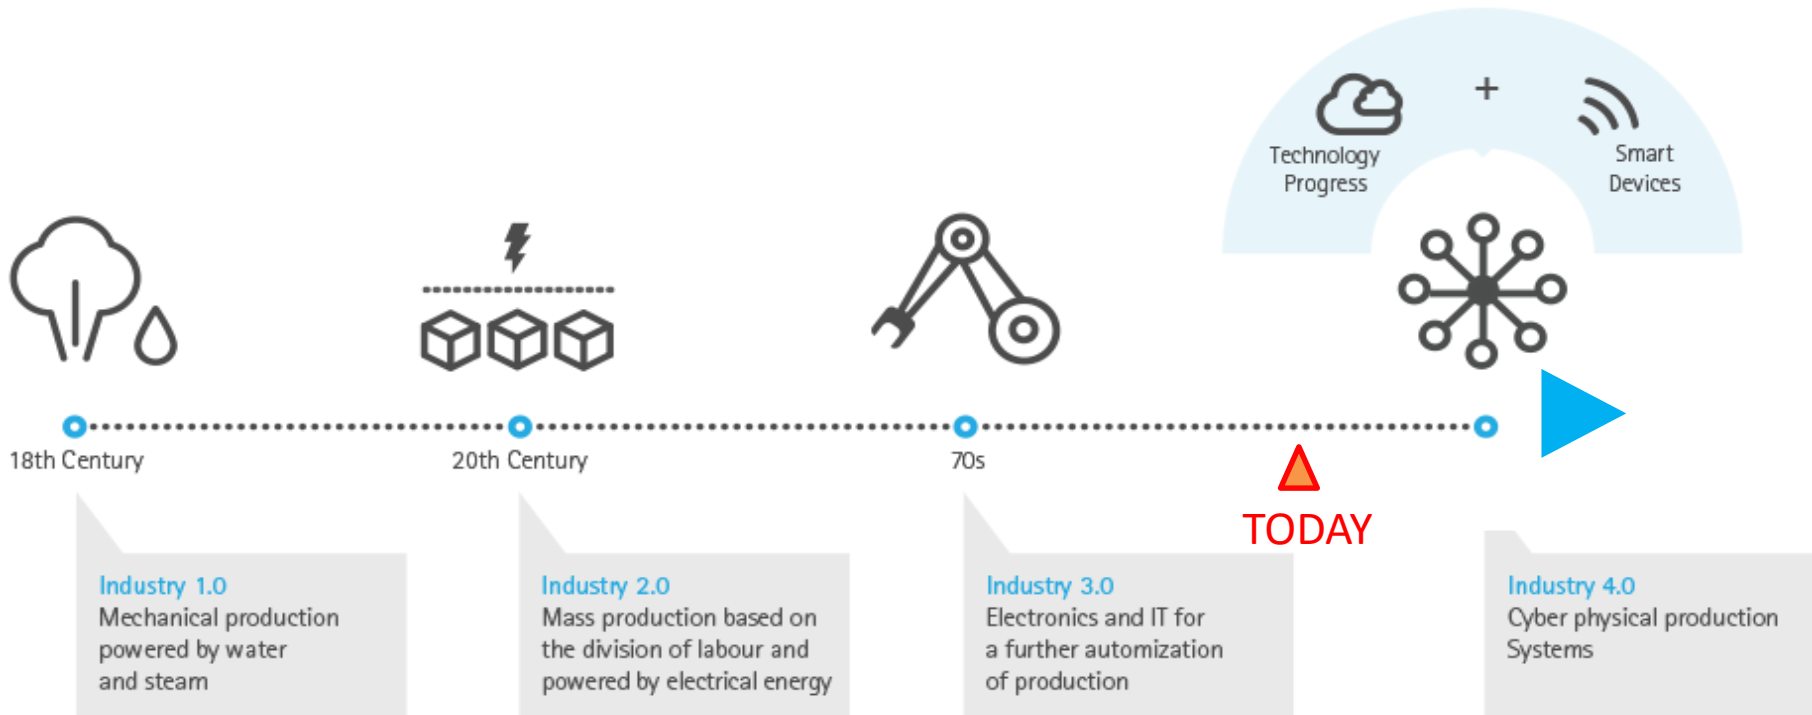 +
Technology
Progress
Smart
Devices
18th Century
20th Century
70s
TODAY
Industry 1.0
Mechanical production
powered by water
and steam
Industry 2.0
Mass production based on
the division of labour and
powered by electrical energy
Industry 3.0
Electronics and IT for
a further automization
of production
Industry 4.0
Cyber physical production
Systems